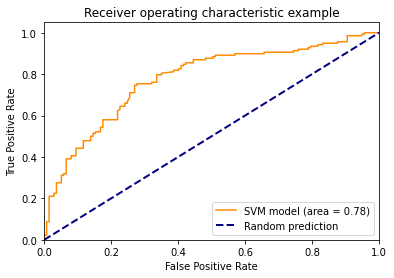 Receiver operating characteristic example
True Positive Rate
1.0
0.8
0.6
0.4
0.2
0.0
SVM model (area = 0.78)
Random prediction
0.0 0.2 0.4 0.6 0.8 1.0
False Positive Rate